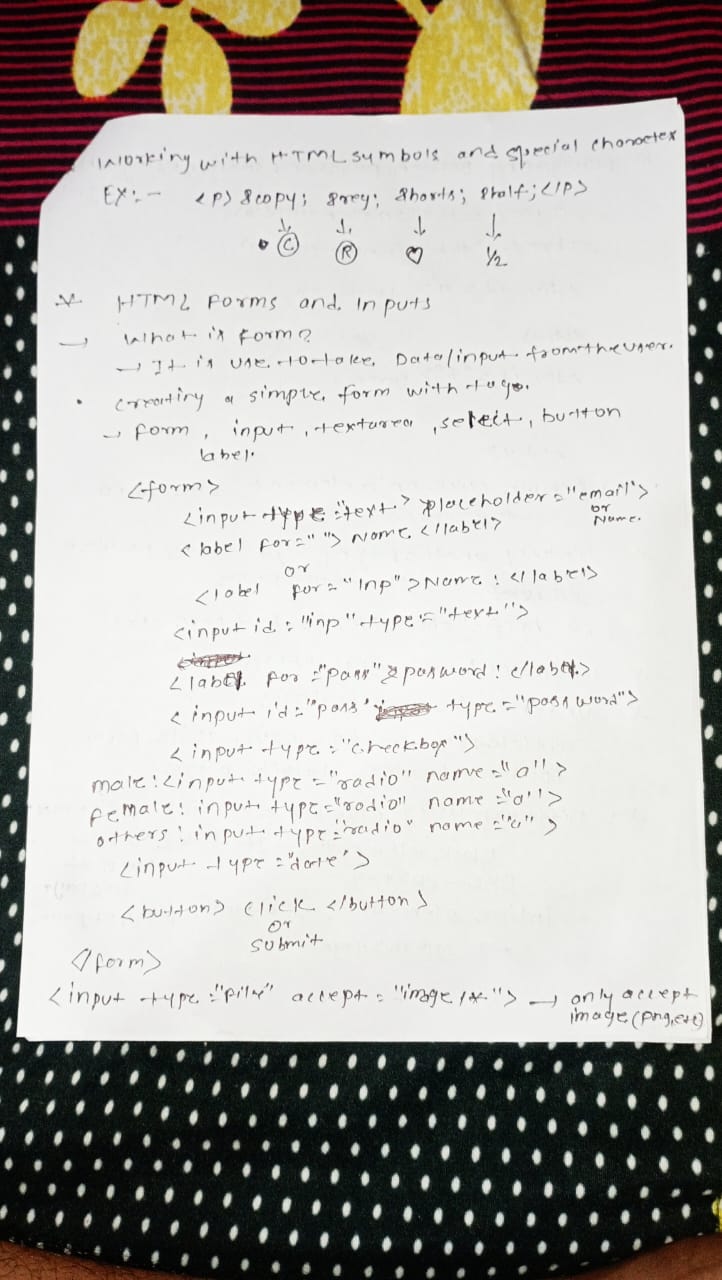 Working with HTML symbols and special character
Ex:- <p> &copy; &rey; &harts; &half;</p>
© ® ♡ 1/2
* HTML Forms and Inputs
→ What is form?
→ It is use to take Data/input from the user.
• Creating a simple form with tags.
→ form, input, textarea, select, button
label.
<form>
<input type="text" placeholder="email">
or
Name.
<label for=""> Name </label>
or
<label for="Inp">Name: </label>
<input id="inp" type="text">
<label for="pass">password: </label>
<input id="pass" type="password">
<input type="checkbox">
male: <input type="radio" name="a">
female: input type="radio" name="a">
others: input type="radio" name="a">
<input type="date">
<button> Click </button>
or
Submit
</form>
<input type="file" accept="image/*"> → only accept
image (png, etc)